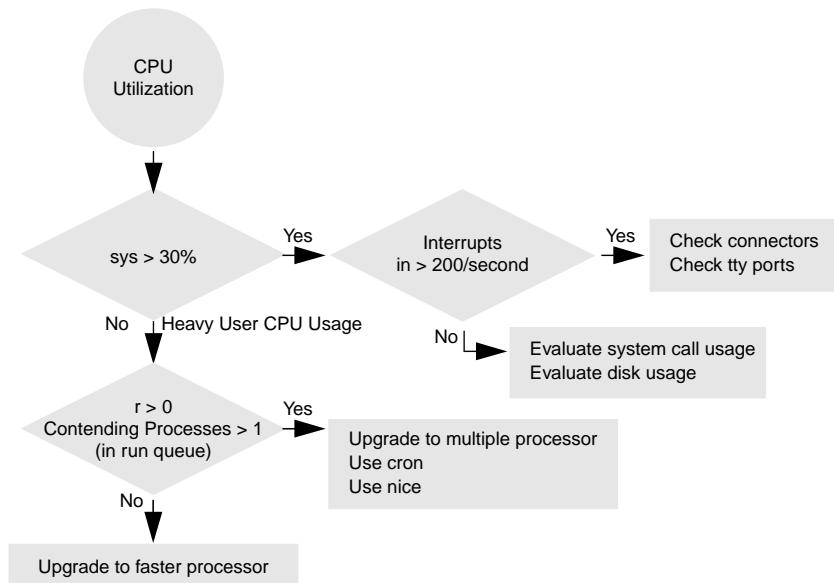 CPU
Utilization
sys > 30%
Yes
Interrupts
in > 200/second
Yes
Check connectors
Check tty ports
No
Heavy User CPU Usage
No
Evaluate system call usage
Evaluate disk usage
r > 0
Contending Processes > 1
(in run queue)
Yes
Upgrade to multiple processor
Use cron
Use nice
No
Upgrade to faster processor